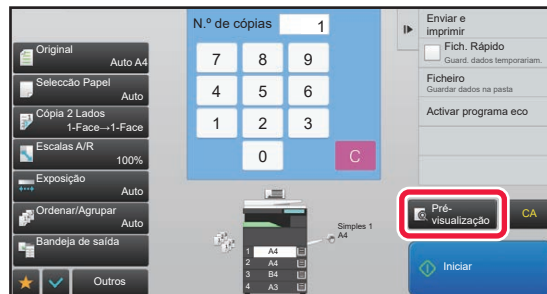 Original
Auto A4
Seleccão Papel
Auto
Cópia 2 Lados
1-Face→1-Face
Escalas A/R
100%
Exposição
Auto
Ordenar/Agrupar
Auto
Bandeja de saída
Outros
N.º de cópias 1
7 8 9
4 5 6
1 2 3
0 C
Simples 1
A4
1 A4
2 A4
3 B4
4 A3
Enviar e
imprimir
Fich. Rápido
Guard. dados temporariam.
Ficheiro
Guardar dados na pasta
Activar programa eco
Pré-
visualização
CA
Iniciar